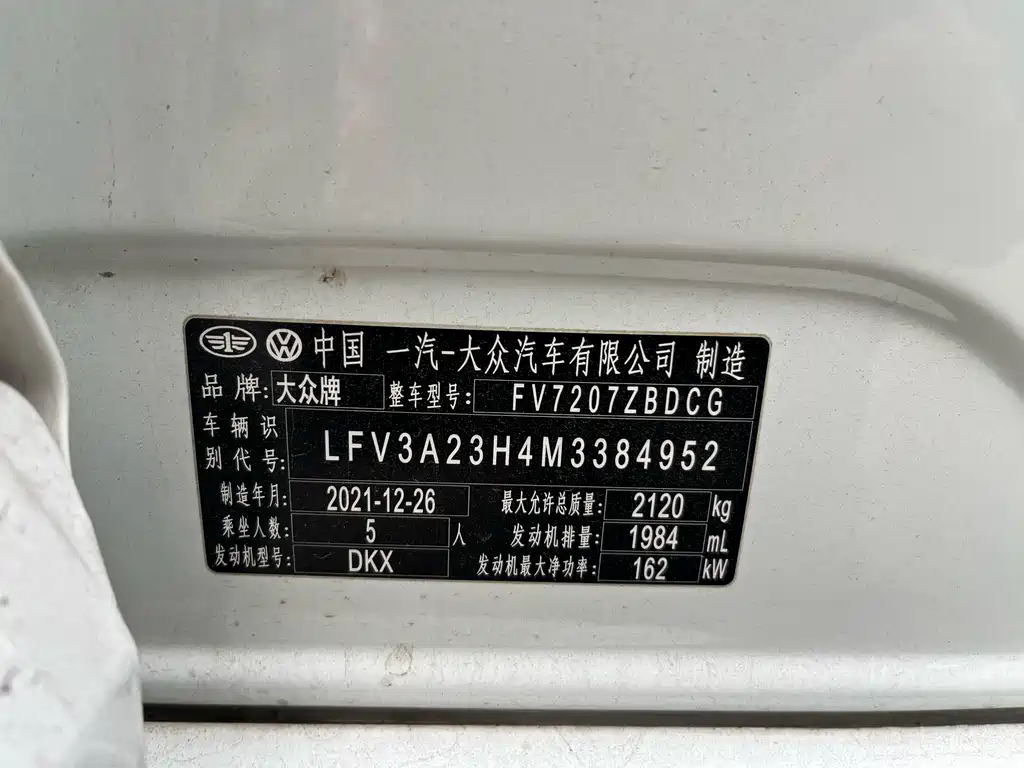 中国 一汽-大众汽车有限公司 制造
品牌: 大众牌 整车型号: FV7207ZBDCG
车辆识别代号: LFV3A23H4M3384952
制造年月: 2021-12-26 最大允许总质量: 2120 kg
乘坐人数: 5 人 发动机排量: 1984 mL
发动机型号: DKX 发动机最大净功率: 162 kW